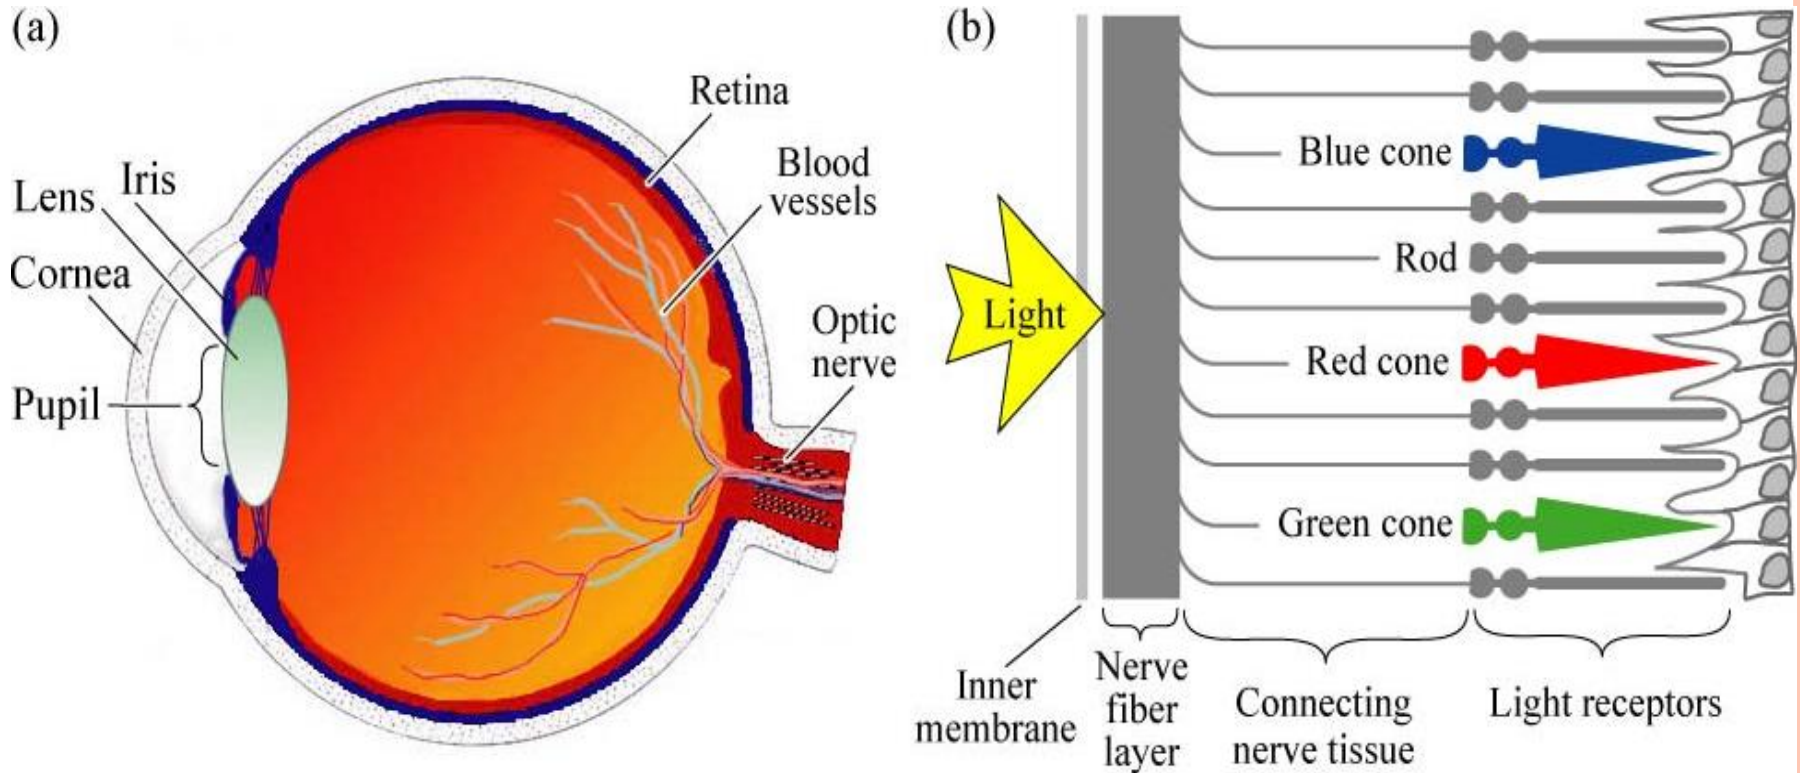 (a)
Retina
Blood
vessels
Iris
Lens
Cornea
Optic
nerve
Pupil
(b)
Blue cone
Rod
Light
Red cone
Green cone
Inner
membrane
Nerve
fiber
layer
Connecting
nerve tissue
Light receptors